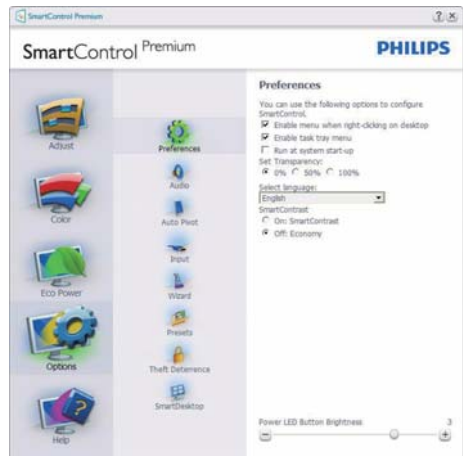 SmartControl Premium
SmartControl Premium
PHILIPS
Adjust
Color
Eco Power
Options
Help
Preferences
Audio
Auto Pivot
Input
Wizard
Presets
Theft Deterrence
SmartDesktop
Preferences
You can use the following options to configure
SmartControl.
Enable menu when right-clicking on desktop
Enable task tray menu
Run at system start-up
Set Transparency:
0% 50% 100%
Select language:
English
SmartContrast
On: SmartContrast
Off: Economy
Power LED Button Brightness 3